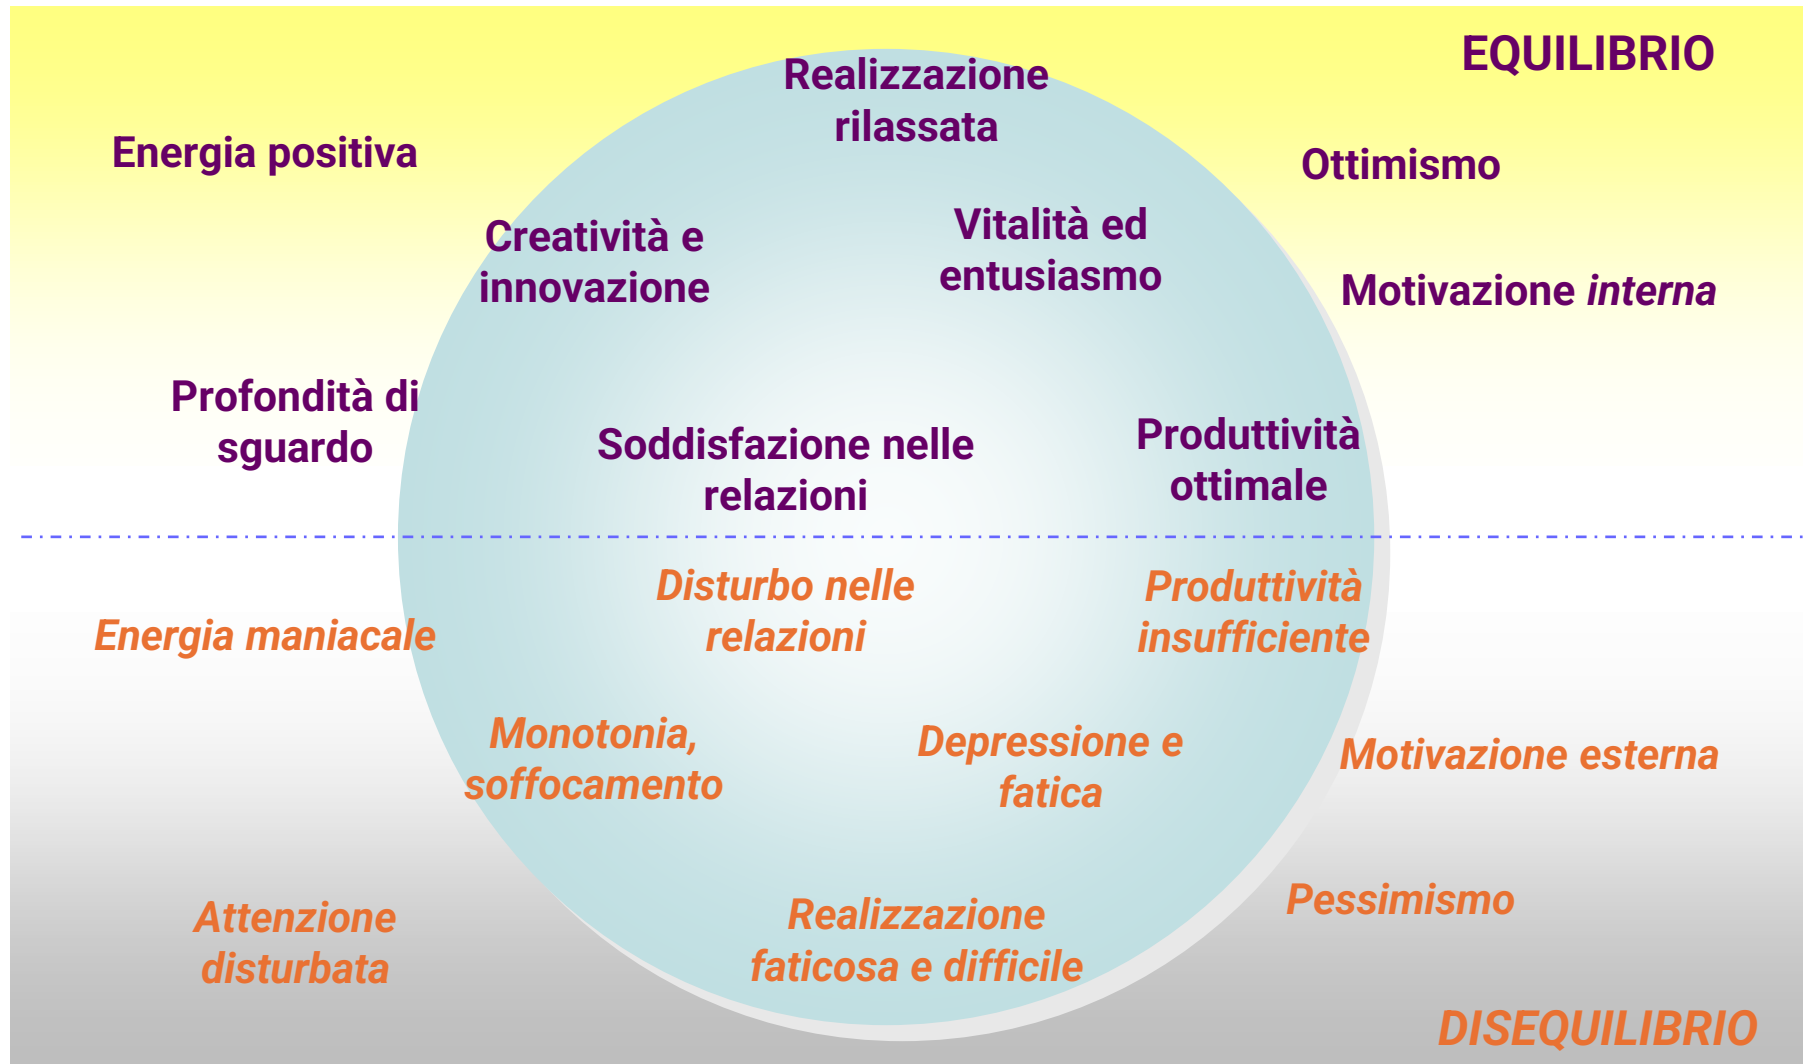 EQUILIBRIO
Realizzazione
rilassata
Energia positiva
Ottimismo
Creatività e
innovazione
Vitalità ed
entusiasmo
Motivazione interna
Profondità di
sguardo
Soddisfazione nelle
relazioni
Produttività
ottimale
Disturbo nelle
relazioni
Produttività
insufficiente
Energia maniacale
Monotonia,
soffocamento
Depressione e
fatica
Motivazione esterna
Attenzione
disturbata
Realizzazione
faticosa e difficile
Pessimismo
DISEQUILIBRIO